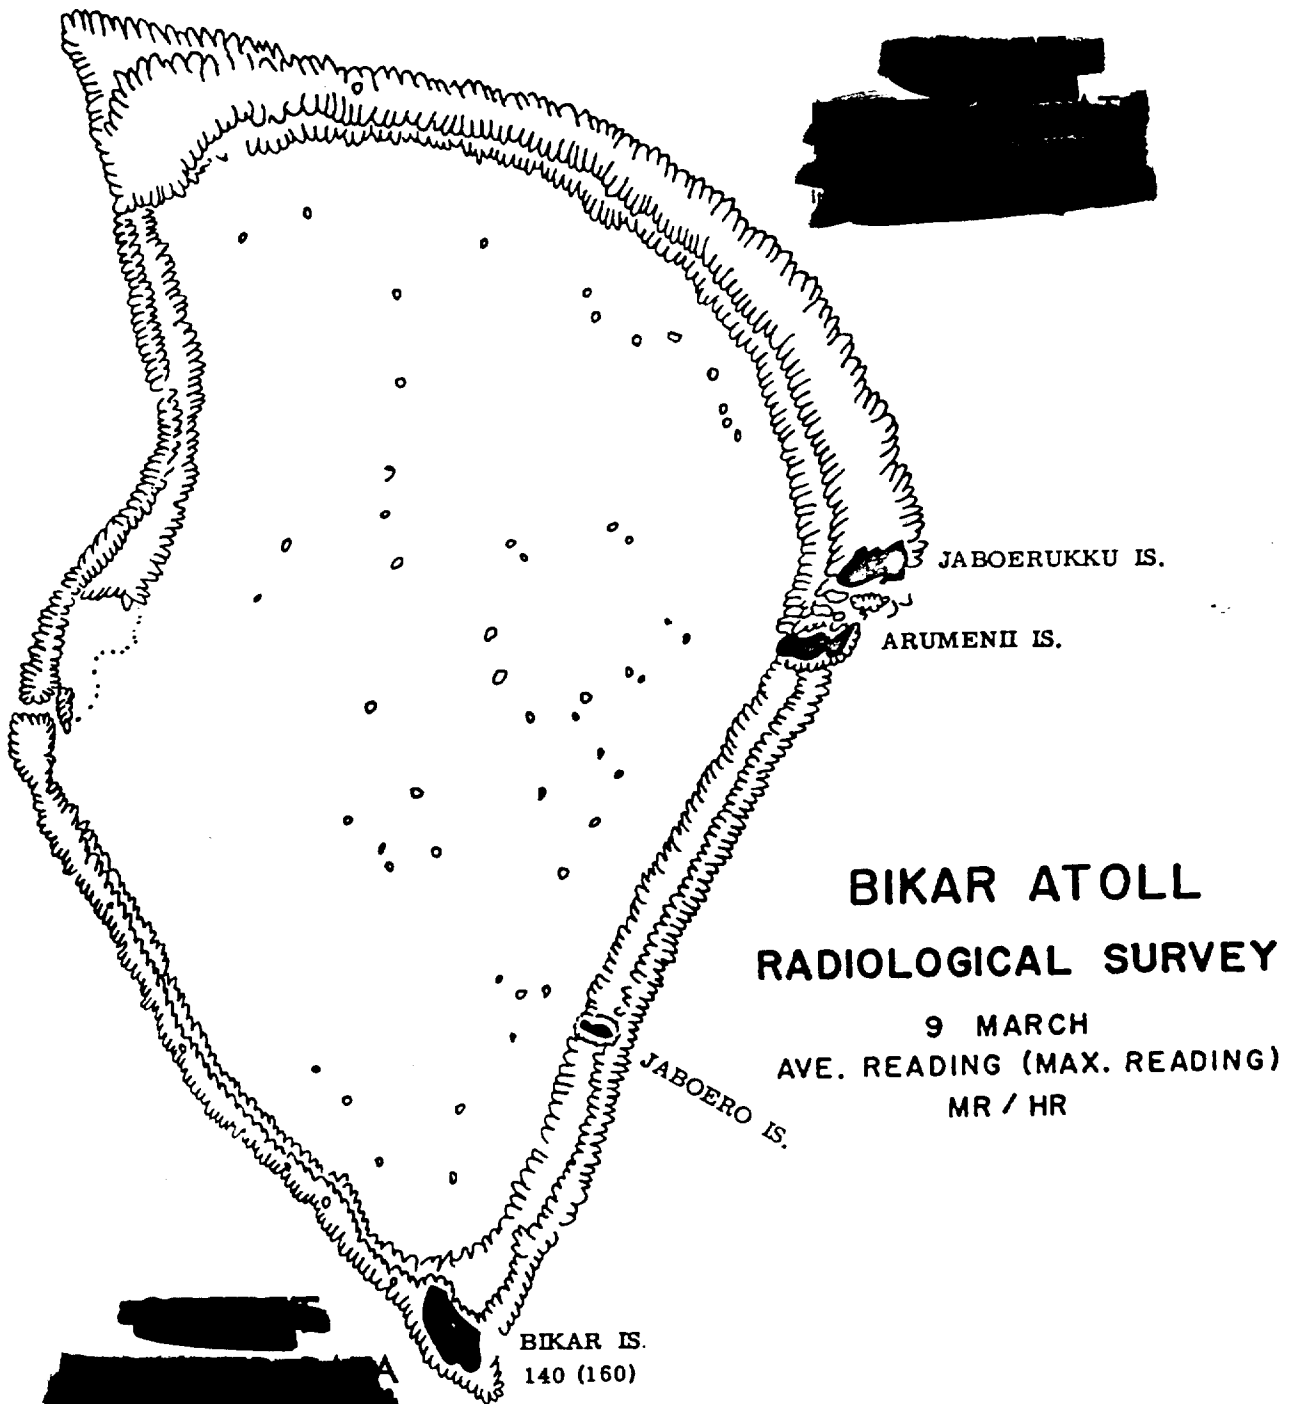 JABOERUKKU IS.
ARUMENII IS.
BIKAR ATOLL
RADIOLOGICAL SURVEY
9 MARCH
AVE. READING (MAX. READING)
MR / HR
JABOERO IS.
BIKAR IS.
140 (160)